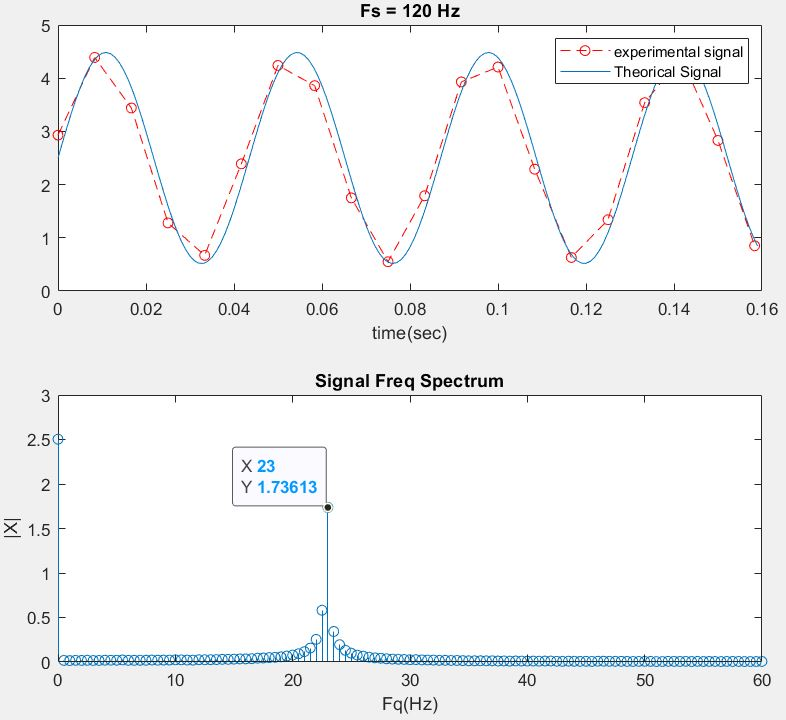 Fs = 120 Hz
5
4
3
2
1
0
experimental signal
Theorical Signal
0 0.02 0.04 0.06 0.08 0.1 0.12 0.14 0.16
time(sec)
Signal Freq Spectrum
3
2.5
2
1.5
1
0.5
0
|X|
X 23
Y 1.73613
0 10 20 30 40 50 60
Fq(Hz)